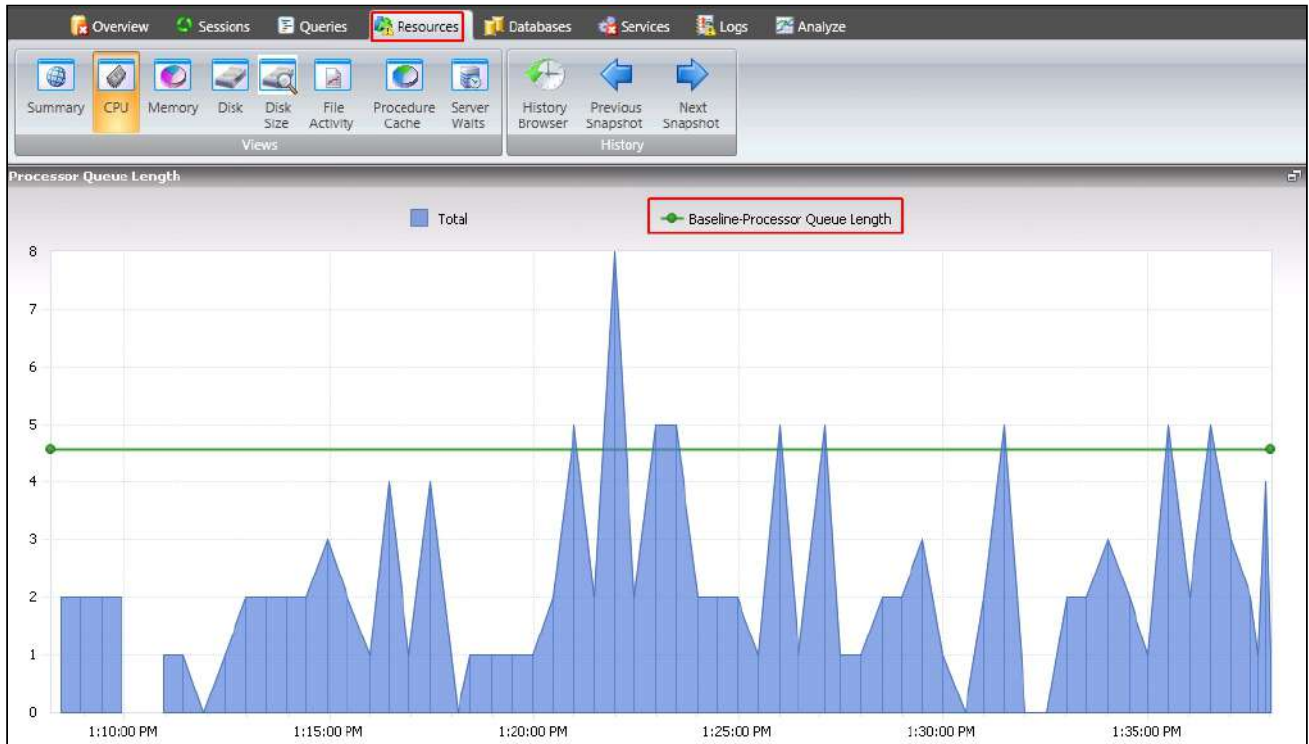 Overview Sessions Queries Resources Databases Services Logs Analyze
Summary CPU Memory Disk Disk Size File Activity Procedure Cache Server Waits History Browser Previous Snapshot Next Snapshot
Views History
Processor Queue Length
Total Baseline-Processor Queue Length
8
7
6
5
4
3
2
1
0
1:10:00 PM 1:15:00 PM 1:20:00 PM 1:25:00 PM 1:30:00 PM 1:35:00 PM